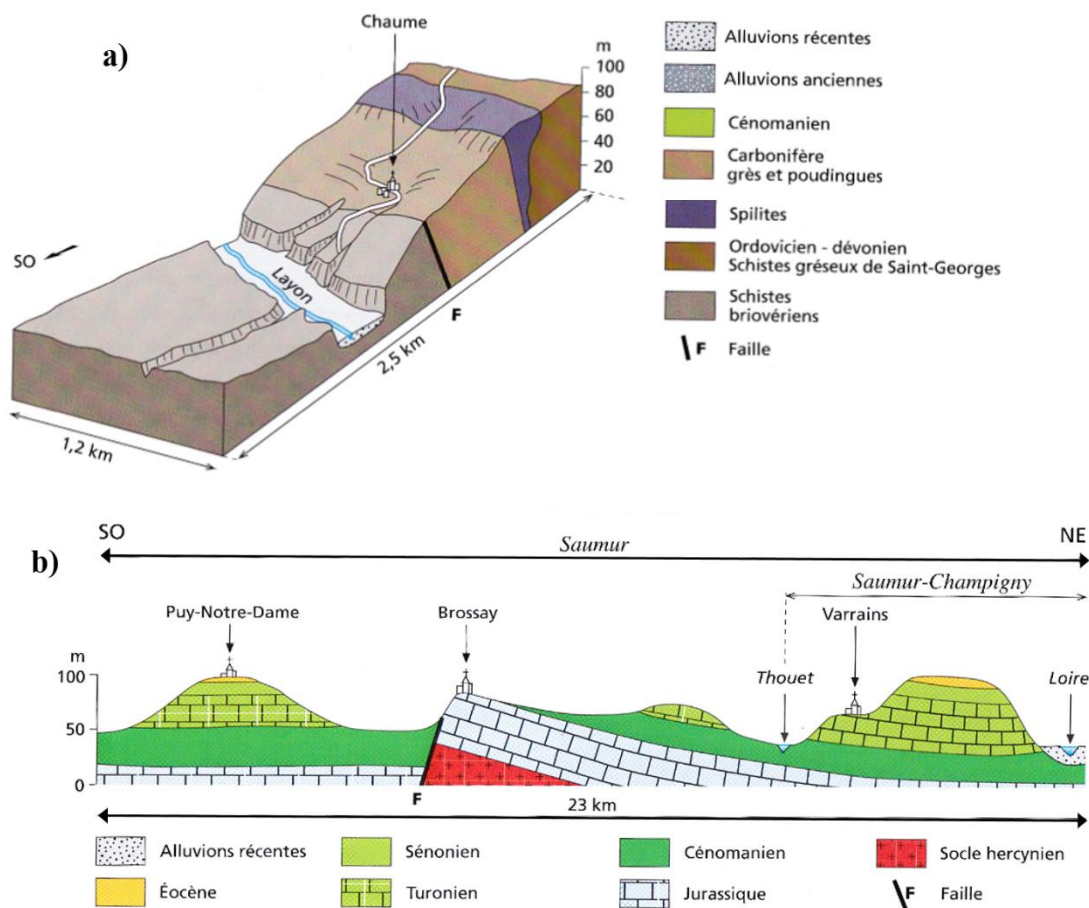 a)
Chaume
m
100
80
60
40
20
SO
Layon
F
2,5 km
1,2 km
Alluvions récentes
Alluvions anciennes
Cénomanien
Carbonifère
grès et poudingues
Spilites
Ordovicien - dévonien
Schistes gréseux de Saint-Georges
Schistes
briovériens
F Faille
b)
SO
NE
Saumur
Saumur-Champigny
Puy-Notre-Dame
Brossay
Varrains
Thouet
Loire
m
100
50
0
F
23 km
Alluvions récentes
Sénonien
Cénomanien
Socle hercynien
Éocène
Turonien
Jurassique
F Faille